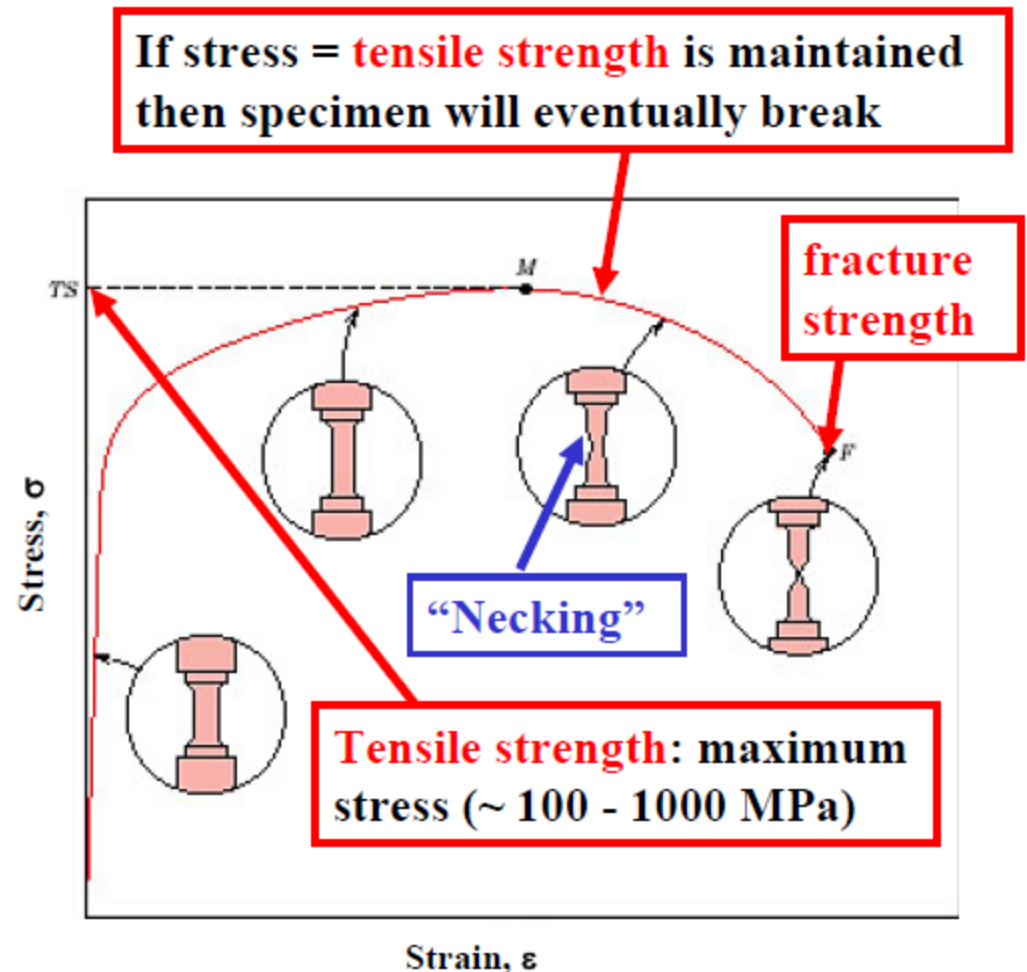 If stress = tensile strength is maintained
then specimen will eventually break
fracture
strength
M
TS
F
Stress, σ
“Necking”
Tensile strength: maximum
stress (~ 100 - 1000 MPa)
Strain, ε